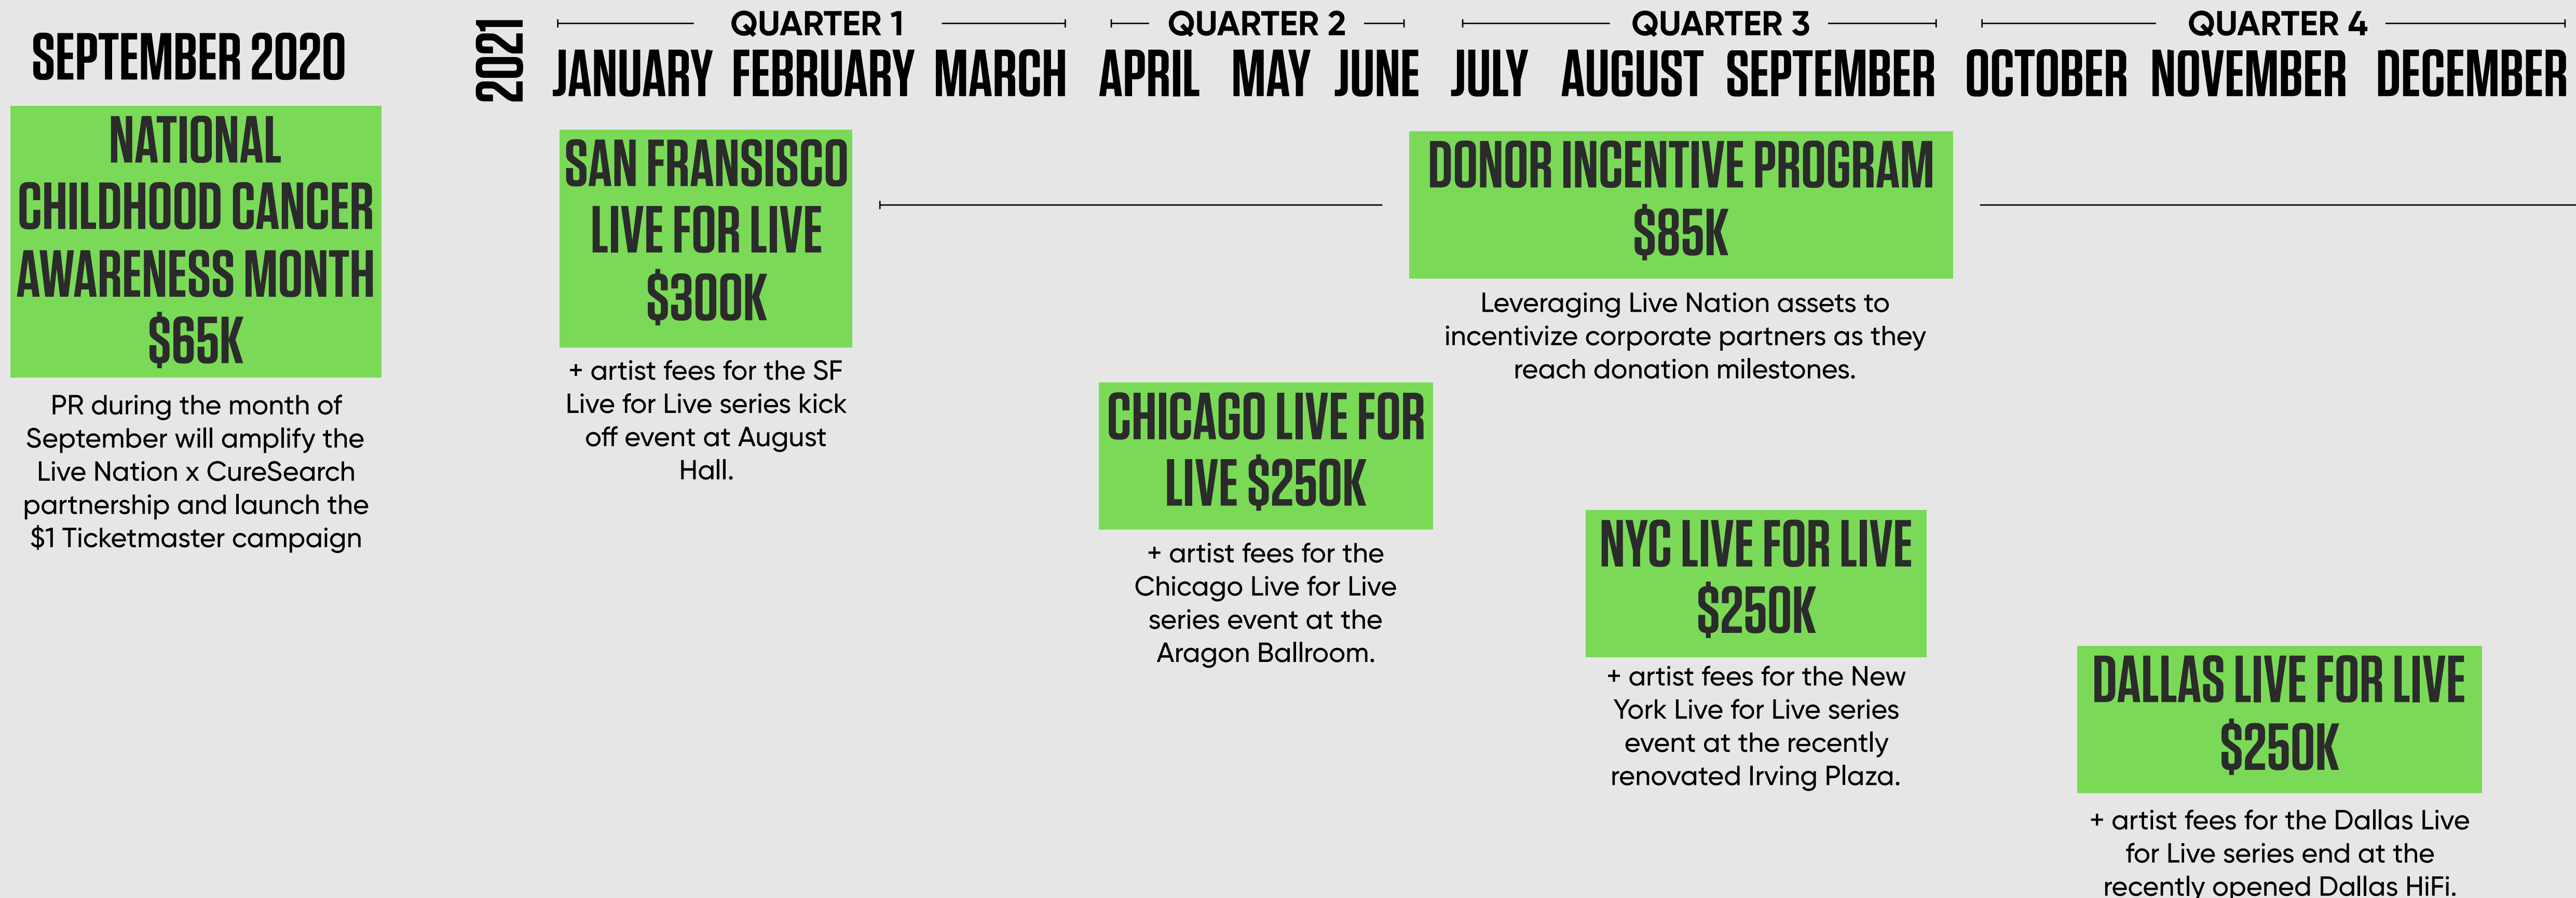 SEPTEMBER 2020
2021
QUARTER 1
QUARTER 2
QUARTER 3
QUARTER 4
JANUARY FEBRUARY MARCH APRIL MAY JUNE JULY AUGUST SEPTEMBER OCTOBER NOVEMBER DECEMBER
NATIONAL
CHILDHOOD CANCER
AWARENESS MONTH
$65K
PR during the month of
September will amplify the
Live Nation x CureSearch
partnership and launch the
$1 Ticketmaster campaign
SAN FRANSISCO
LIVE FOR LIVE
$300K
+ artist fees for the SF
Live for Live series kick
off event at August
Hall.
DONOR INCENTIVE PROGRAM
$85K
Leveraging Live Nation assets to
incentivize corporate partners as they
reach donation milestones.
CHICAGO LIVE FOR
LIVE $250K
+ artist fees for the
Chicago Live for Live
series event at the
Aragon Ballroom.
NYC LIVE FOR LIVE
$250K
+ artist fees for the New
York Live for Live series
event at the recently
renovated Irving Plaza.
DALLAS LIVE FOR LIVE
$250K
+ artist fees for the Dallas Live
for Live series end at the
recently opened Dallas HiFi.